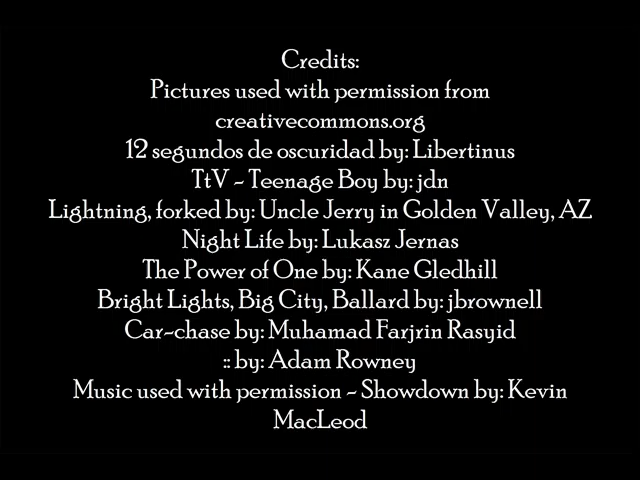 Credits:
Pictures used with permission from
creativecommons.org
12 segundos de oscuridad by: Libertinus
TtV - Teenage Boy by: jdn
Lightning, forked by: Uncle Jerry in Golden Valley, AZ
Night Life by: Lukasz Jernas
The Power of One by: Kane Gledhill
Bright Lights, Big City, Ballard by: jbrownell
Car-chase by: Muhamad Farjrin Rasyid
:: by: Adam Rowney
Music used with permission - Showdown by: Kevin
MacLeod